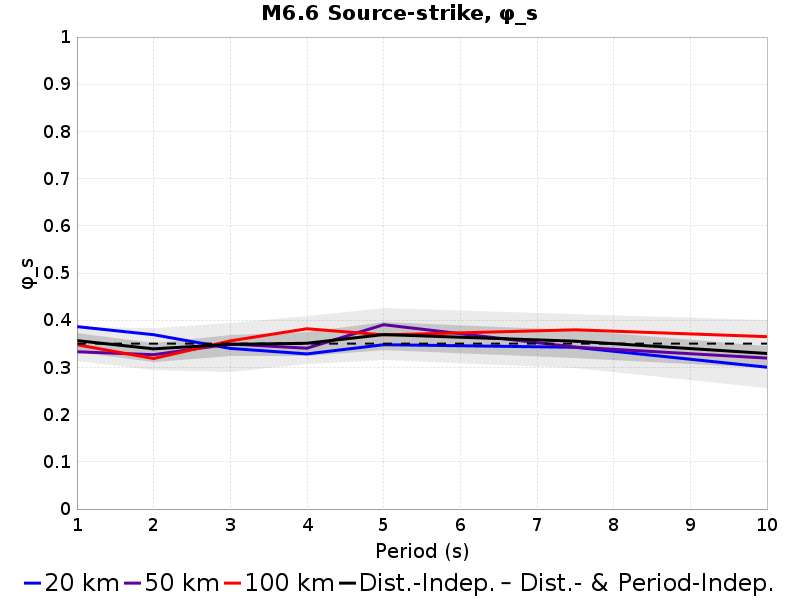 M6.6 Source-strike, φ_s
1
0.9
0.8
0.7
0.6
0.5
0.4
0.3
0.2
0.1
0
φ_s
1 2 3 4 5 6 7 8 9 10
Period (s)
20 km 50 km 100 km Dist.-Indep. Dist.- & Period-Indep.